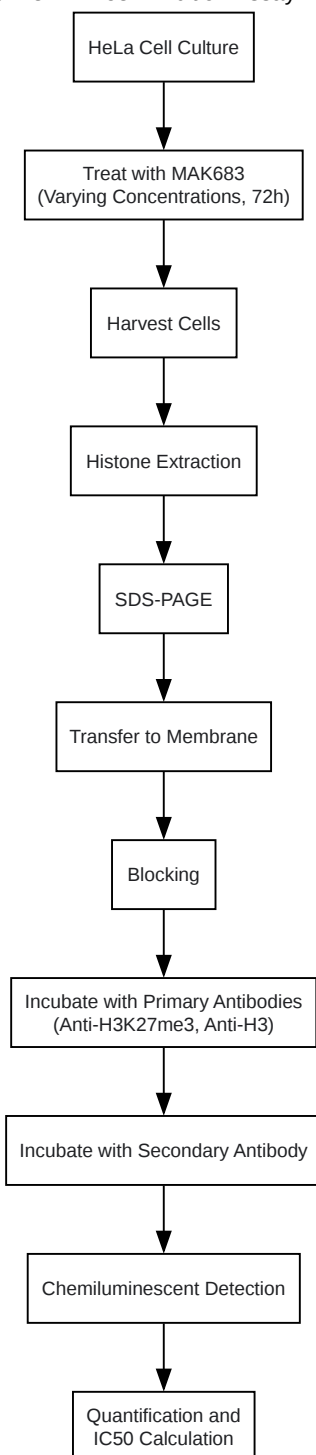 HeLa Cell Culture
Treat with MAK683
(Varying Concentrations, 72h)
Harvest Cells
Histone Extraction
SDS-PAGE
Transfer to Membrane
Blocking
Incubate with Primary Antibodies
(Anti-H3K27me3, Anti-H3)
Incubate with Secondary Antibody
Chemiluminescent Detection
Quantification and
IC50 Calculation